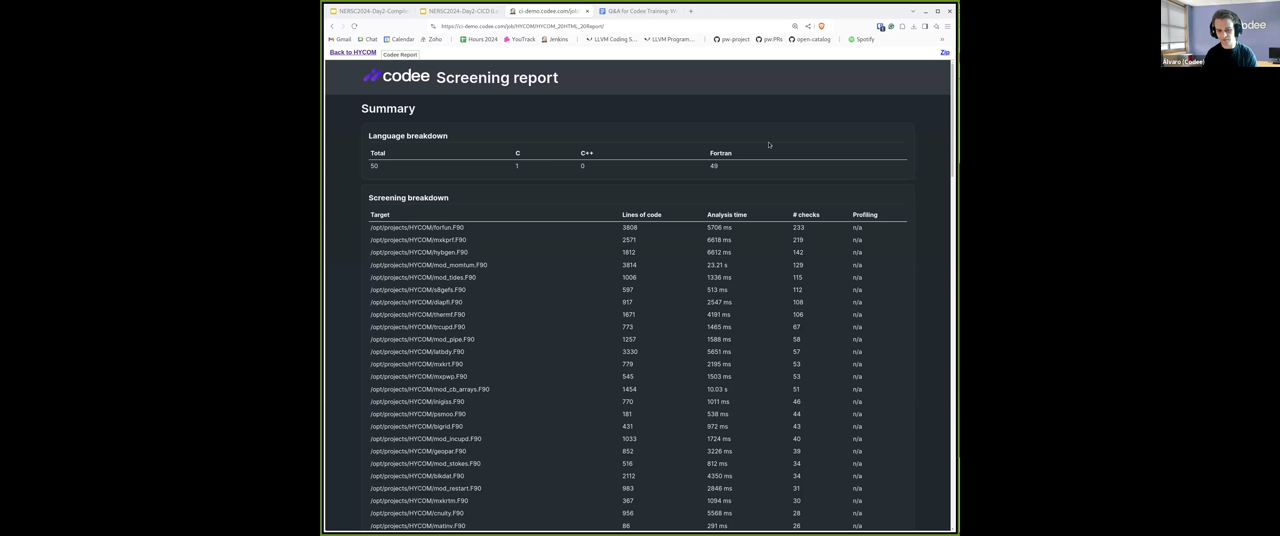 NERSC2024-Day2-Compile
NERSC2024-Day2-CICD (L
ci-demo.codee.com/job
Q&A for Codee Training: W
https://ci-demo.codee.com/job/HYCOM/HYCOM_20HTML_20Report/
Gmail Chat Calendar Zoho Hours 2024 YouTrack Jenkins LLVM Coding S... LLVM Program... pw-project pw:PRs open-catalog Spotify
Back to HYCOM
Codee Report
Zip
codee Screening report
Summary
Language breakdown
Total C C++ Fortran
50 1 0 49
Screening breakdown
Target Lines of code Analysis time # checks Profiling
/opt/projects/HYCOM/forfun.F90 3808 5706 ms 233 n/a
/opt/projects/HYCOM/mxkprf.F90 2571 6618 ms 219 n/a
/opt/projects/HYCOM/hybgen.F90 1812 6612 ms 142 n/a
/opt/projects/HYCOM/mod_momtum.F90 3814 23.21 s 129 n/a
/opt/projects/HYCOM/mod_tides.F90 1006 1336 ms 115 n/a
/opt/projects/HYCOM/s8gefs.F90 597 513 ms 112 n/a
/opt/projects/HYCOM/diapfl.F90 917 2547 ms 108 n/a
/opt/projects/HYCOM/thermf.F90 1671 4191 ms 106 n/a
/opt/projects/HYCOM/trcupd.F90 773 1465 ms 67 n/a
/opt/projects/HYCOM/mod_pipe.F90 1257 1588 ms 58 n/a
/opt/projects/HYCOM/latbdy.F90 3330 5651 ms 57 n/a
/opt/projects/HYCOM/mxkrt.F90 779 2195 ms 53 n/a
/opt/projects/HYCOM/mxpwp.F90 545 1503 ms 53 n/a
/opt/projects/HYCOM/mod_cb_arrays.F90 1454 10.03 s 51 n/a
/opt/projects/HYCOM/inigiss.F90 770 1011 ms 46 n/a
/opt/projects/HYCOM/psmoo.F90 181 538 ms 44 n/a
/opt/projects/HYCOM/bigrid.F90 431 972 ms 43 n/a
/opt/projects/HYCOM/mod_incupd.F90 1033 1724 ms 40 n/a
/opt/projects/HYCOM/geopar.F90 852 3226 ms 39 n/a
/opt/projects/HYCOM/mod_stokes.F90 516 812 ms 34 n/a
/opt/projects/HYCOM/blkdat.F90 2112 4350 ms 34 n/a
/opt/projects/HYCOM/mod_restart.F90 983 2846 ms 31 n/a
/opt/projects/HYCOM/mxkrtm.F90 367 1094 ms 30 n/a
/opt/projects/HYCOM/cnuity.F90 956 5568 ms 28 n/a
/opt/projects/HYCOM/matinv.F90 86 291 ms 26 n/a
codee
Álvaro (Codee)